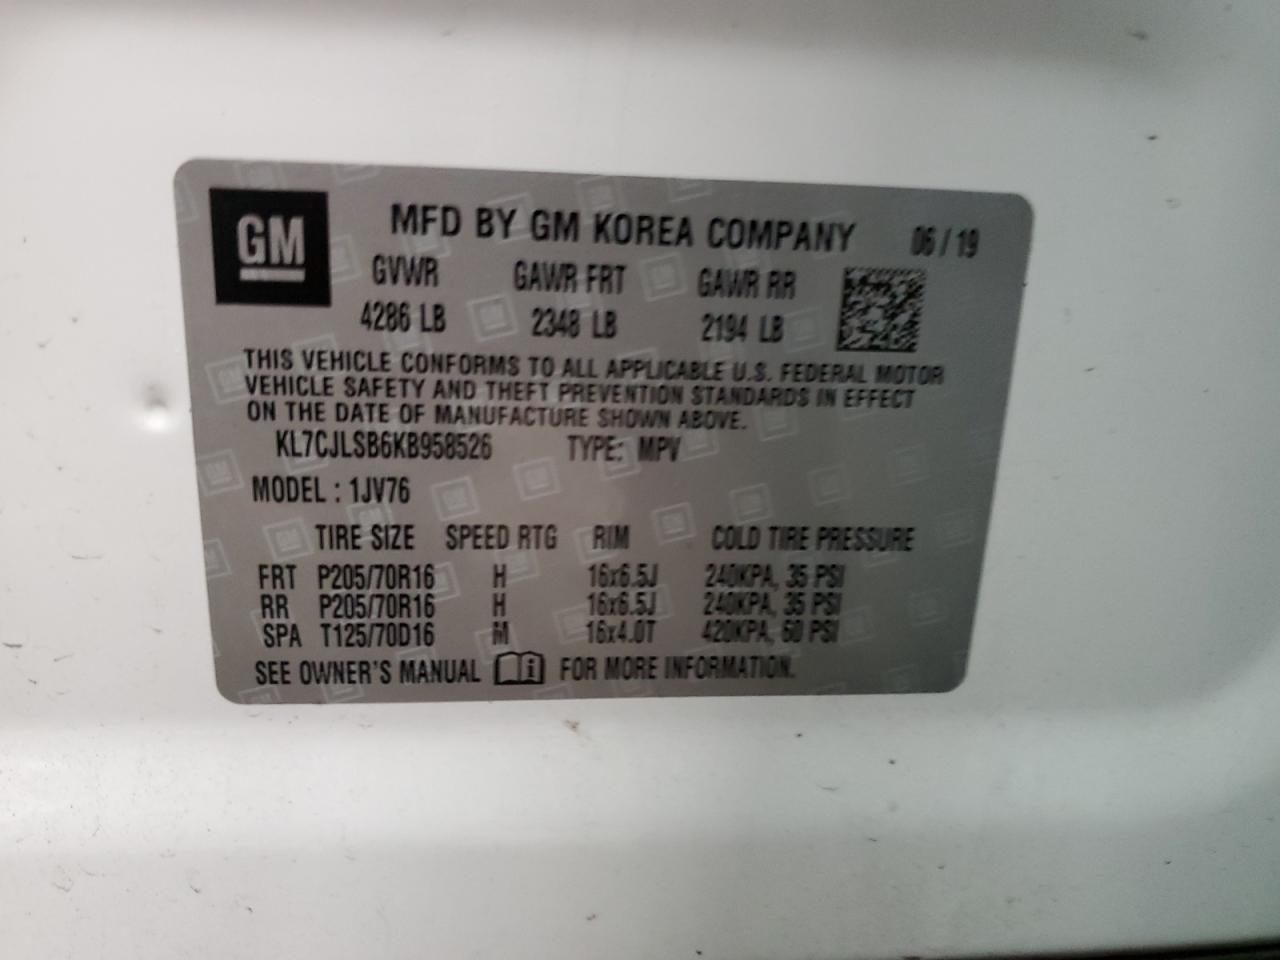 GM
MFD BY GM KOREA COMPANY 06 / 19
GVWR GAWR FRT GAWR RR
4286 LB 2348 LB 2194 LB
THIS VEHICLE CONFORMS TO ALL APPLICABLE U.S. FEDERAL MOTOR
VEHICLE SAFETY AND THEFT PREVENTION STANDARDS IN EFFECT
ON THE DATE OF MANUFACTURE SHOWN ABOVE.
KL7CJLSB6KB958526 TYPE: MPV
MODEL : 1JV76
TIRE SIZE SPEED RTG RIM COLD TIRE PRESSURE
FRT P205/70R16 H 16x6.5J 240KPA, 35 PSI
RR P205/70R16 H 16x6.5J 240KPA, 35 PSI
SPA T125/70D16 M 16x4.0T 420KPA, 60 PSI
SEE OWNER'S MANUAL FOR MORE INFORMATION.